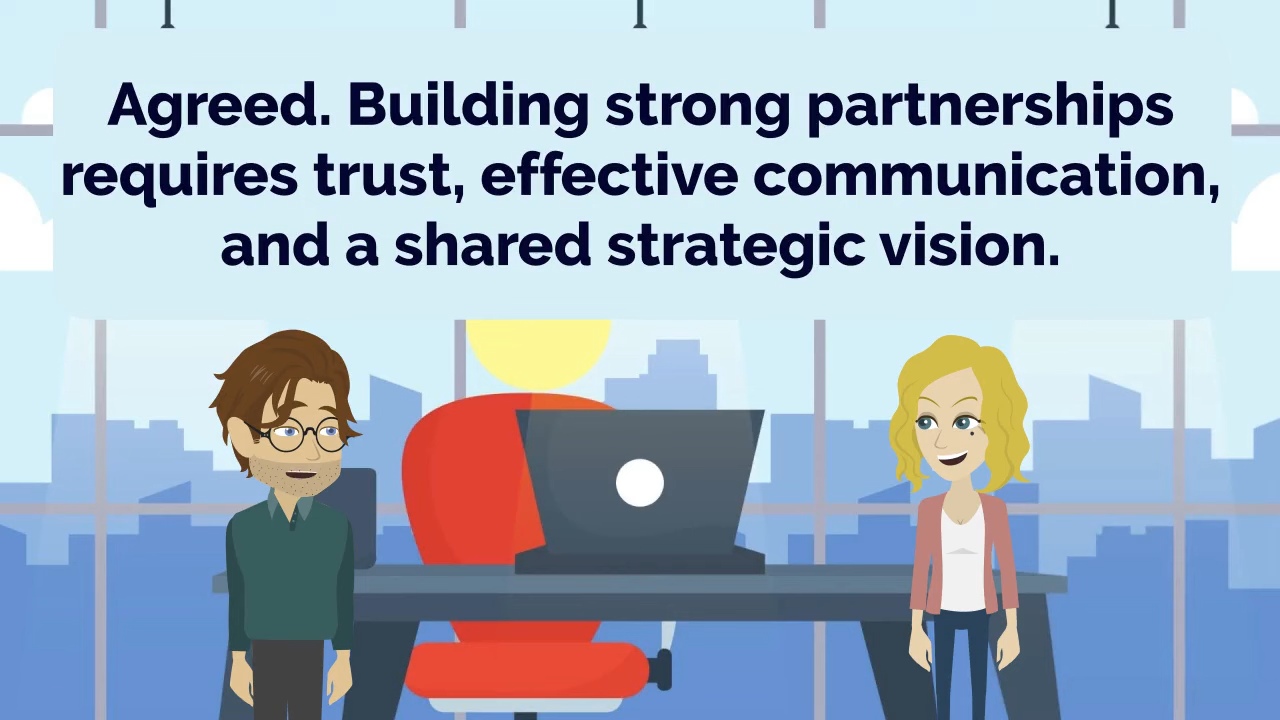 Agreed. Building strong partnerships
requires trust, effective communication,
and a shared strategic vision.